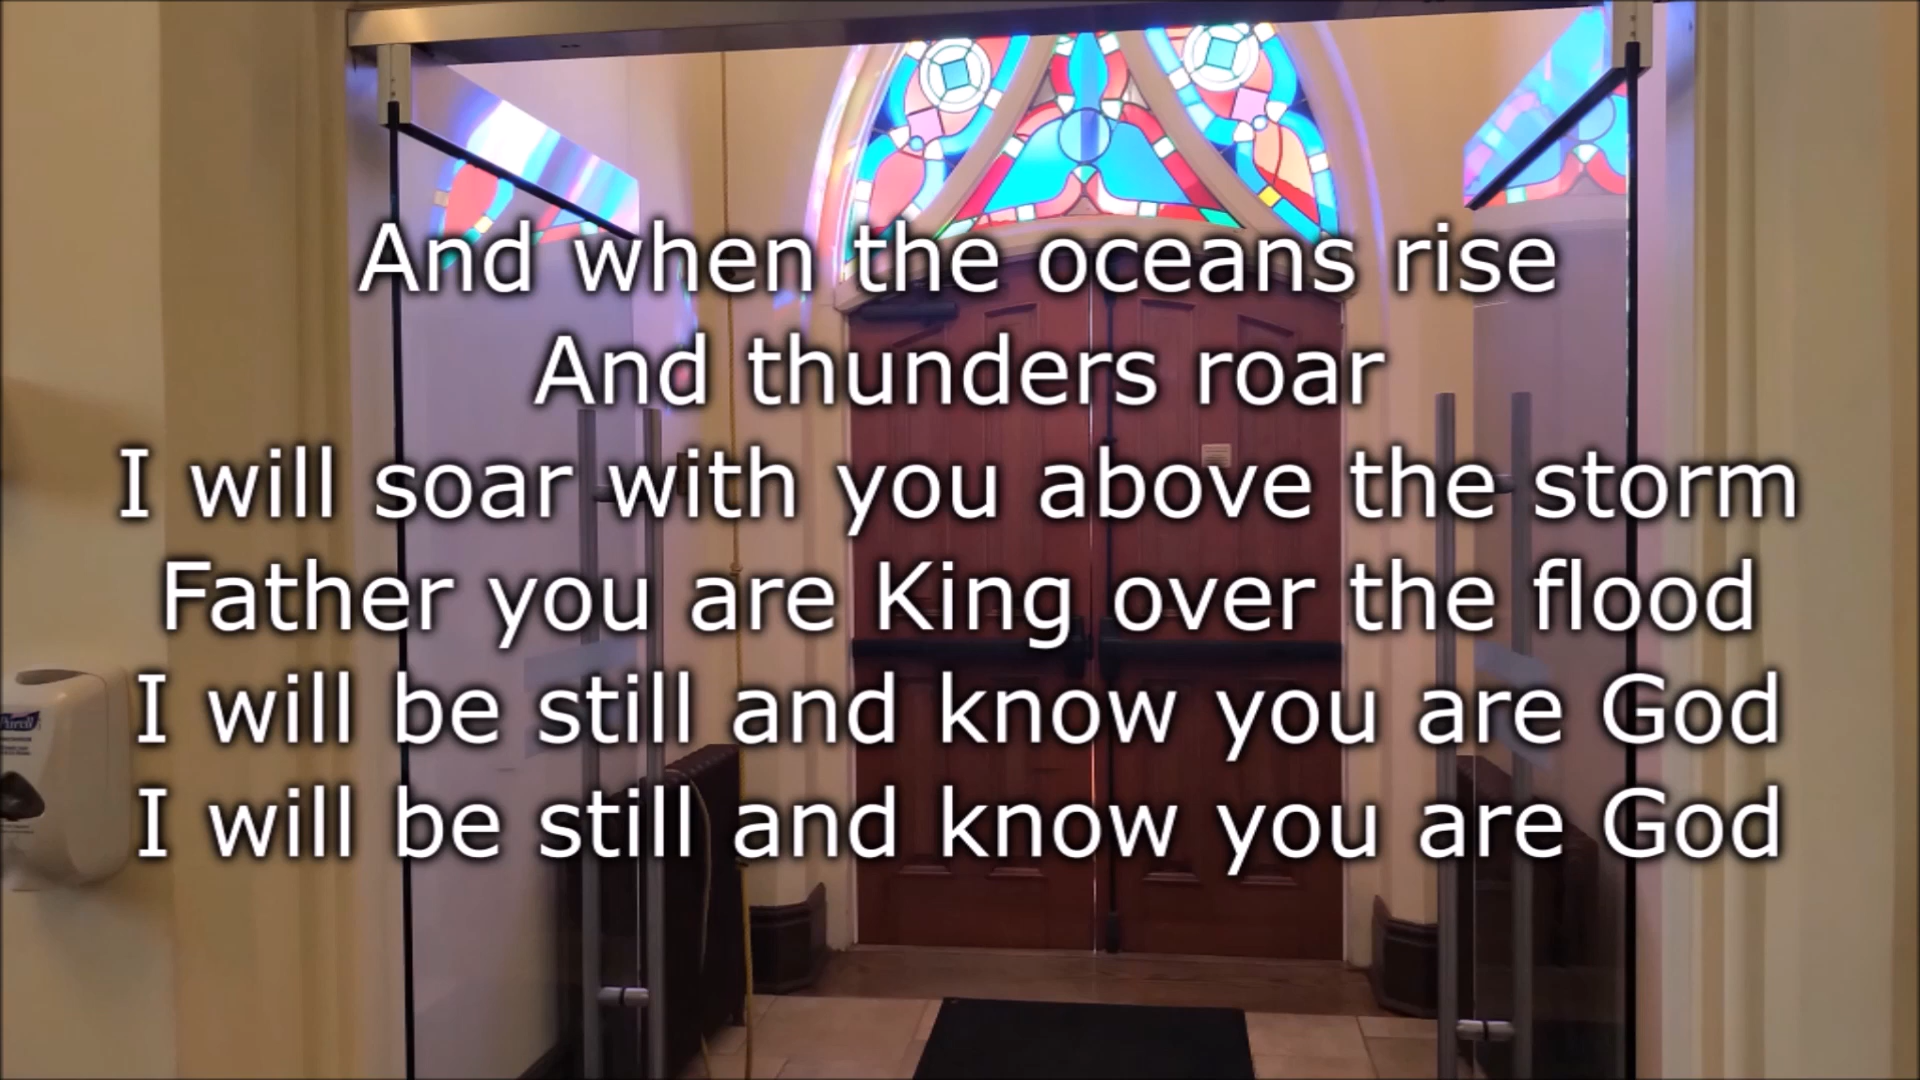 And when the oceans rise
And thunders roar
I will soar with you above the storm
Father you are King over the flood
I will be still and know you are God
I will be still and know you are God
Purell